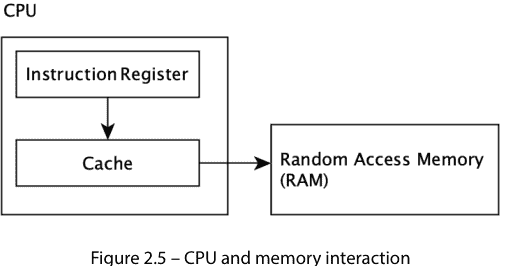 CPU
Instruction Register
Cache
Random Access Memory
(RAM)
Figure 2.5 – CPU and memory interaction